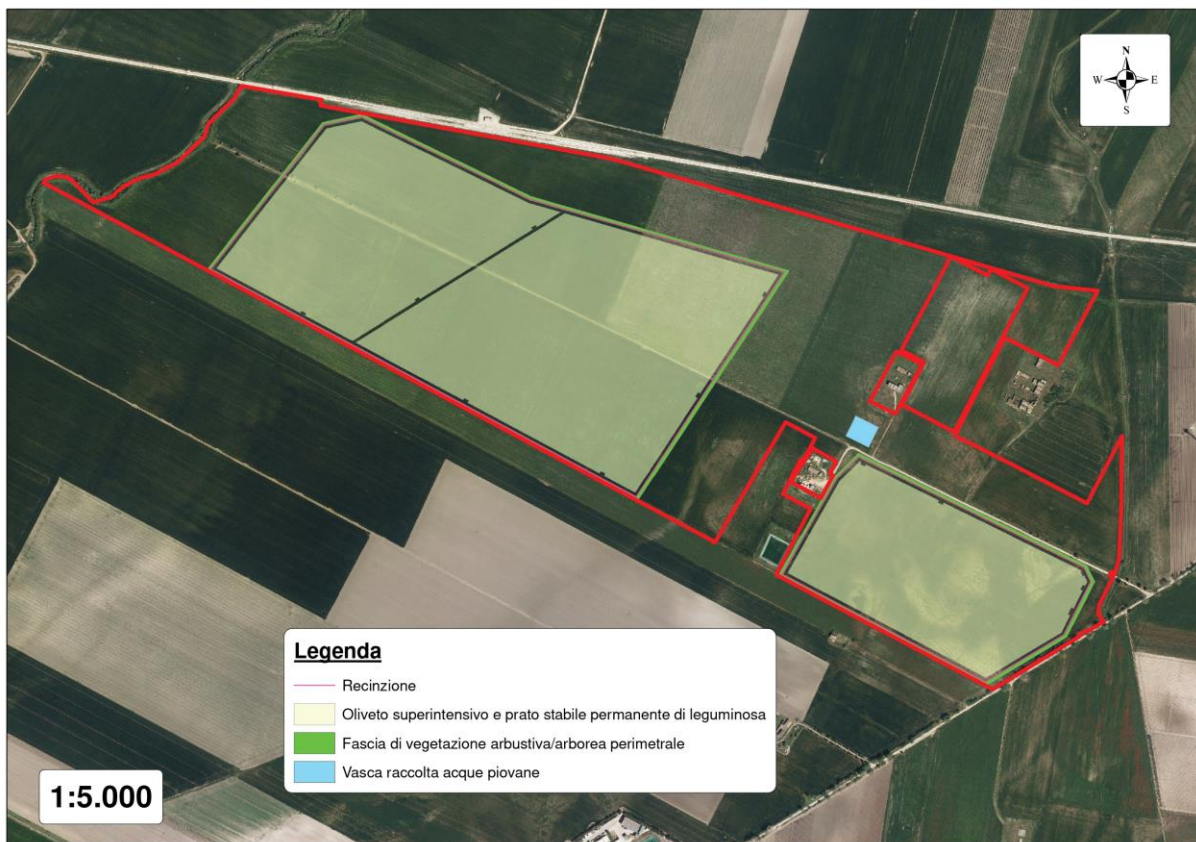 N
W E
S
Legenda
Recinzione
Oliveto superintensivo e prato stabile permanente di leguminosa
Fascia di vegetazione arbustiva/arborea perimetrale
Vasca raccolta acque piovane
1:5.000